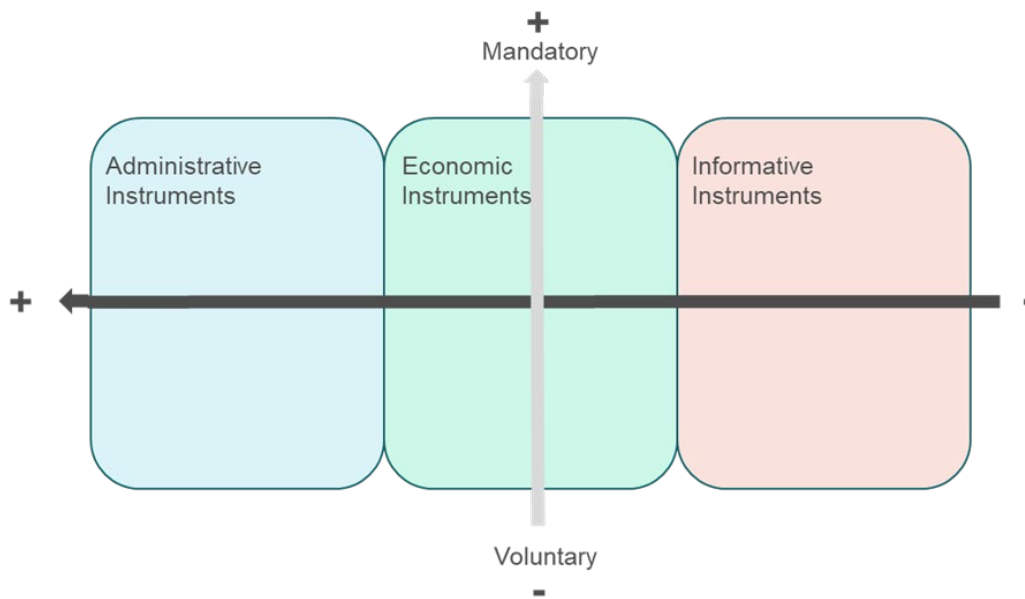 +
Mandatory
Administrative
Instruments
Economic
Instruments
Informative
Instruments
+
-
Voluntary
-